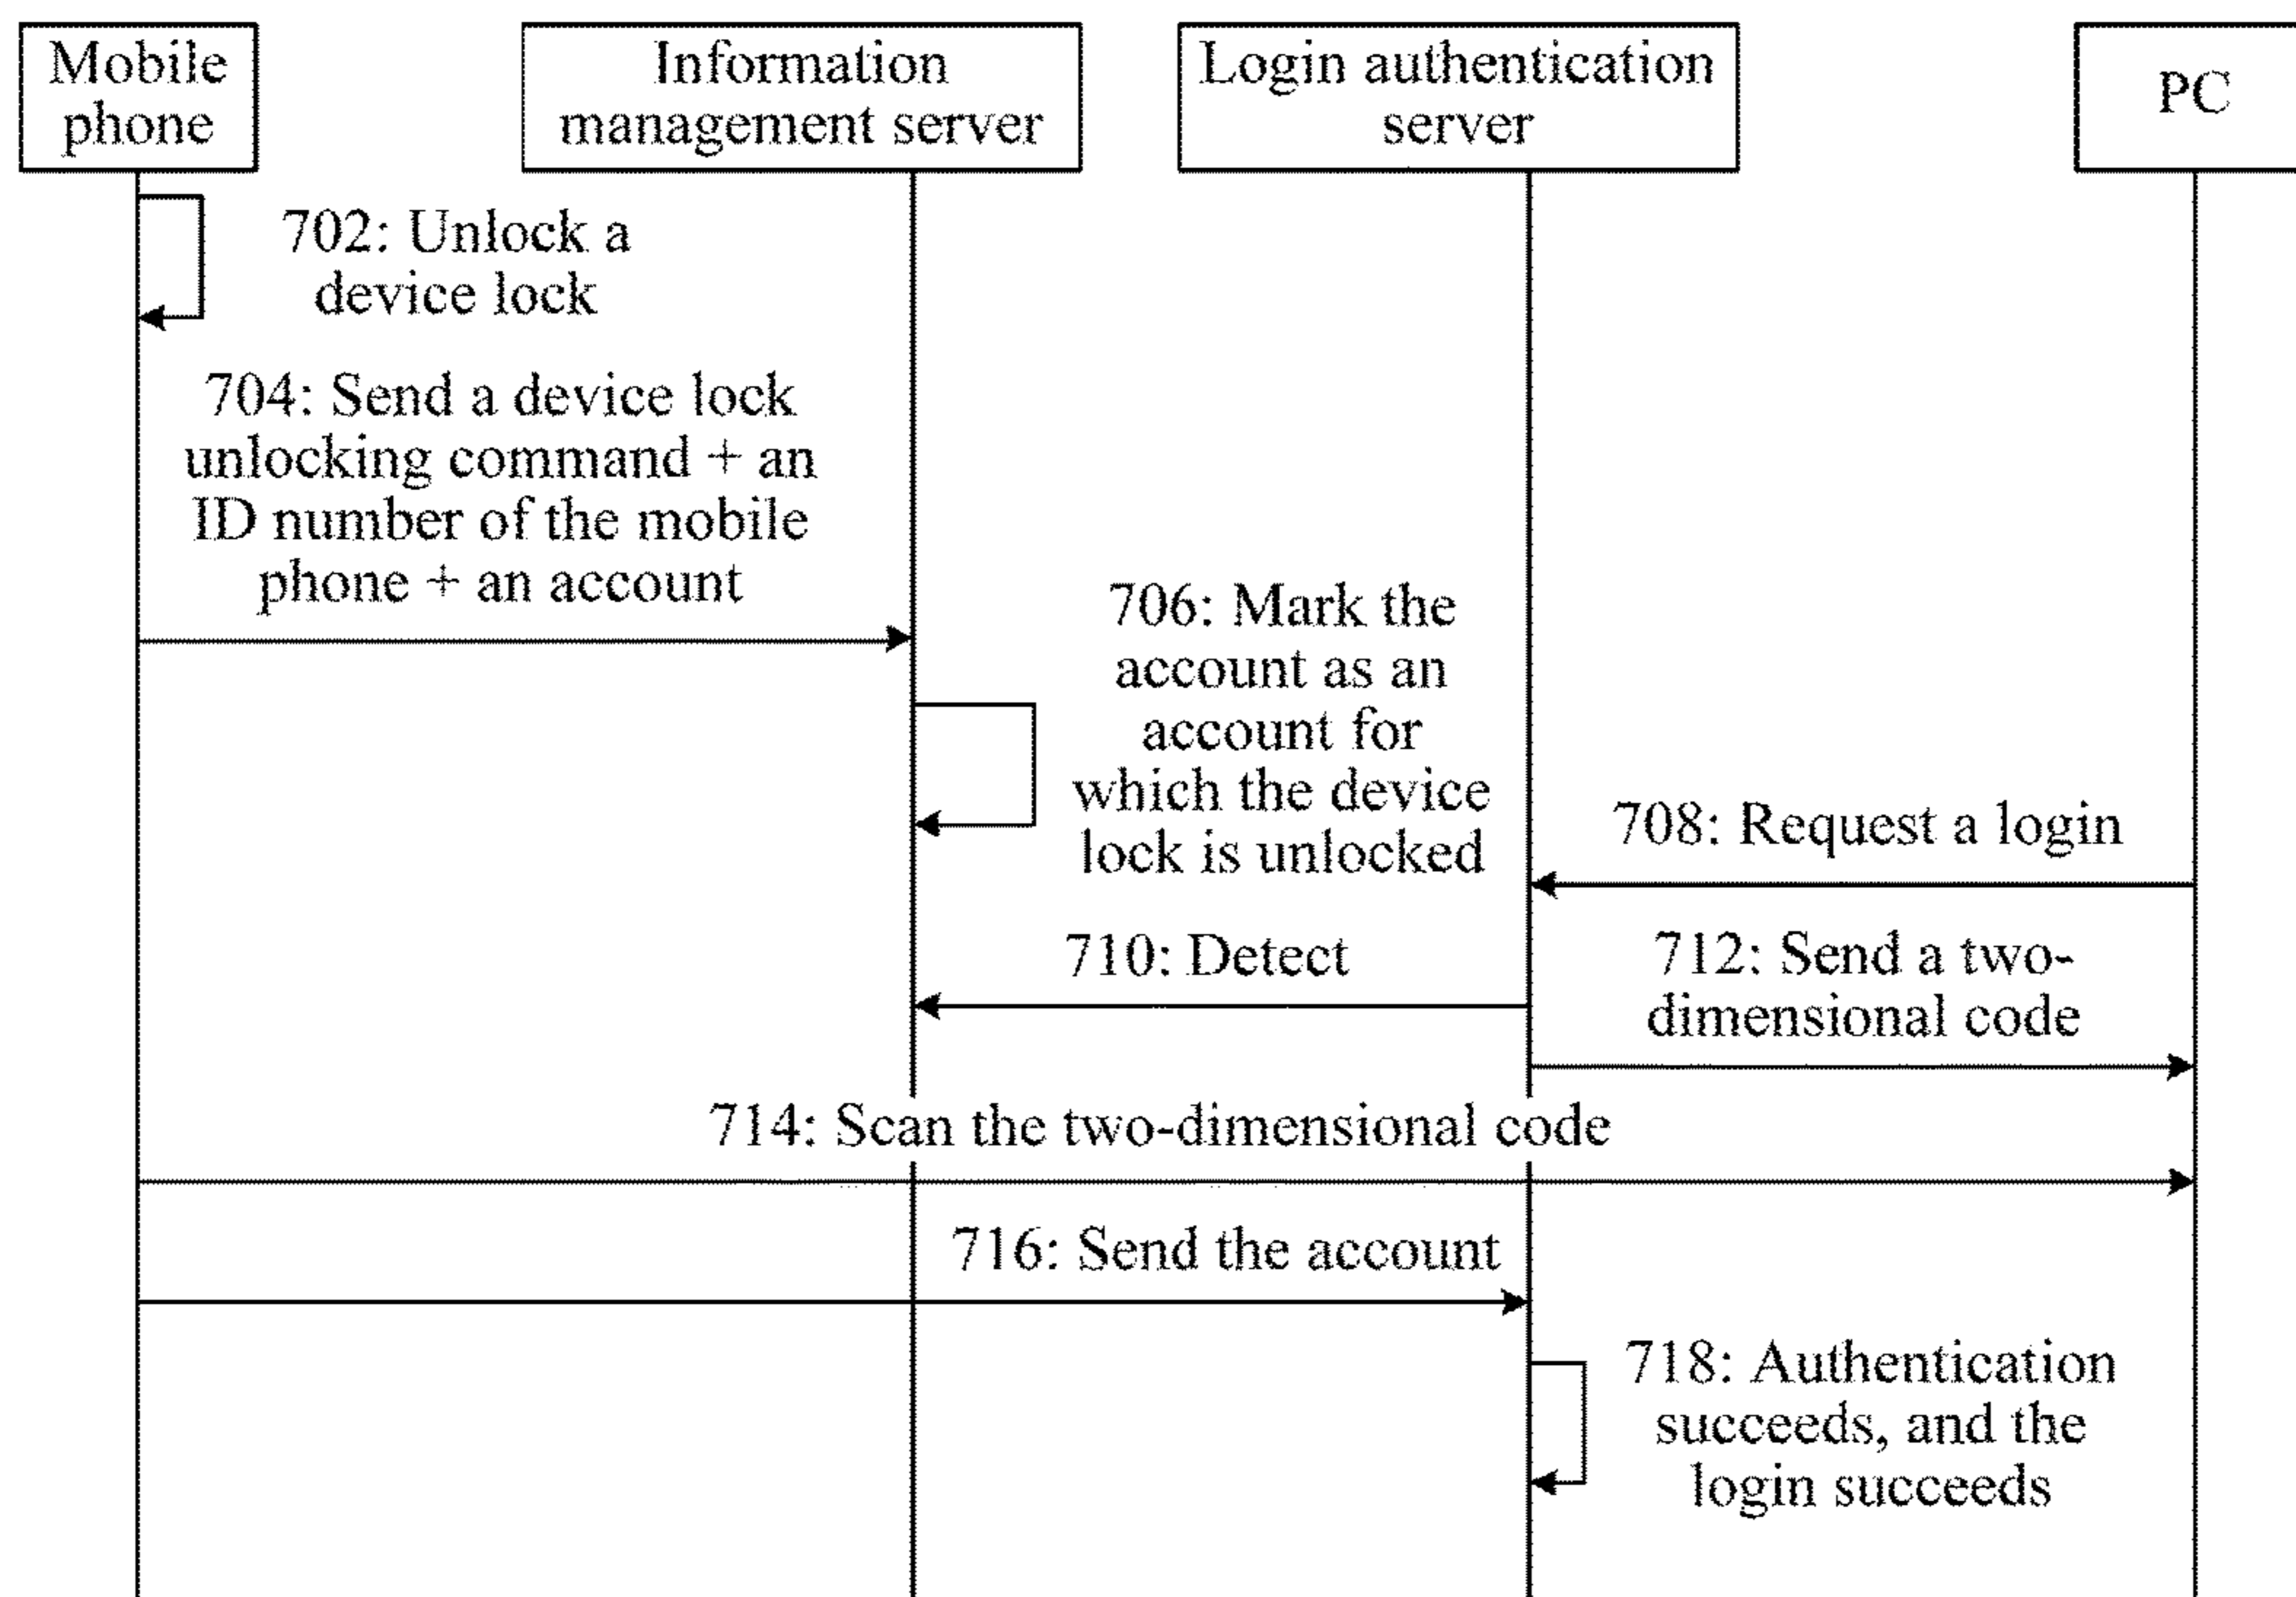 Mobile
phone
Information
management server
Login authentication
server
PC
702: Unlock a
device lock
704: Send a device lock
unlocking command + an
ID number of the mobile
phone + an account
706: Mark the
account as an
account for
which the device
lock is unlocked
708: Request a login
710: Detect
712: Send a two-
dimensional code
714: Scan the two-dimensional code
716: Send the account
718: Authentication
succeeds, and the
login succeeds